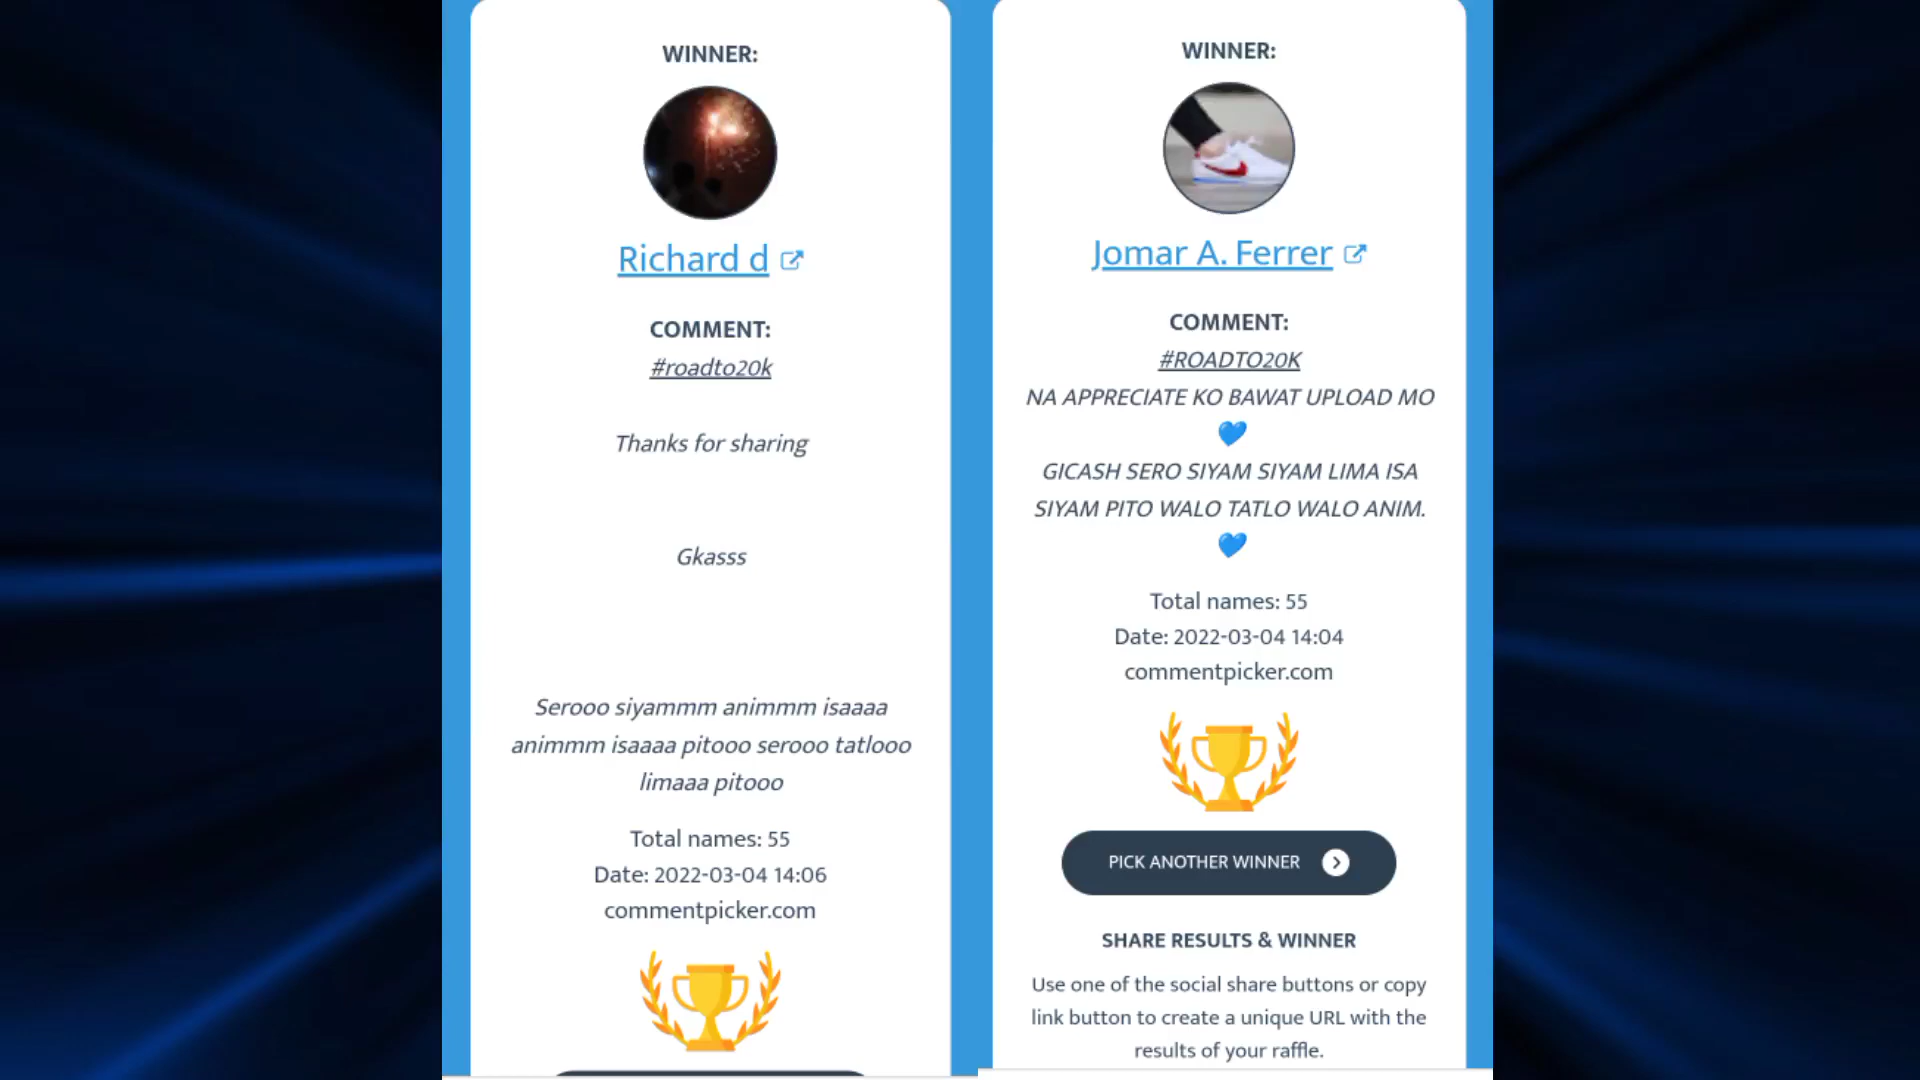 WINNER:
Richard d
COMMENT:
#roadto20k
Thanks for sharing
Gkasss
Serooo siyammm animmm isaaaa
animmm isaaaa pitooo serooo tatlooo
limaaa pitooo
Total names: 55
Date: 2022-03-04 14:06
commentpicker.com
WINNER:
Jomar A. Ferrer
COMMENT:
#ROADTO20K
NA APPRECIATE KO BAWAT UPLOAD MO
💙
GICASH SERO SIYAM SIYAM LIMA ISA
SIYAM PITO WALO TATLO WALO ANIM.
💙
Total names: 55
Date: 2022-03-04 14:04
commentpicker.com
PICK ANOTHER WINNER
SHARE RESULTS & WINNER
Use one of the social share buttons or copy
link button to create a unique URL with the
results of your raffle.